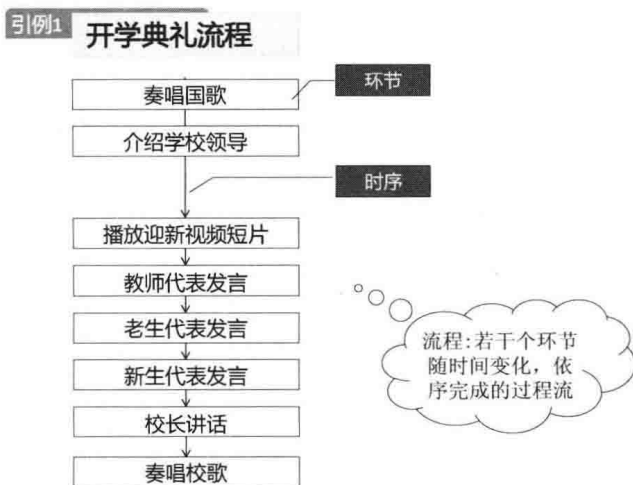 引例1
开学典礼流程
奏唱国歌
环节
介绍学校领导
时序
播放迎新视频短片
教师代表发言
老生代表发言
新生代表发言
校长讲话
奏唱校歌
流程:若干个环节
随时间变化，依
序完成的过程流